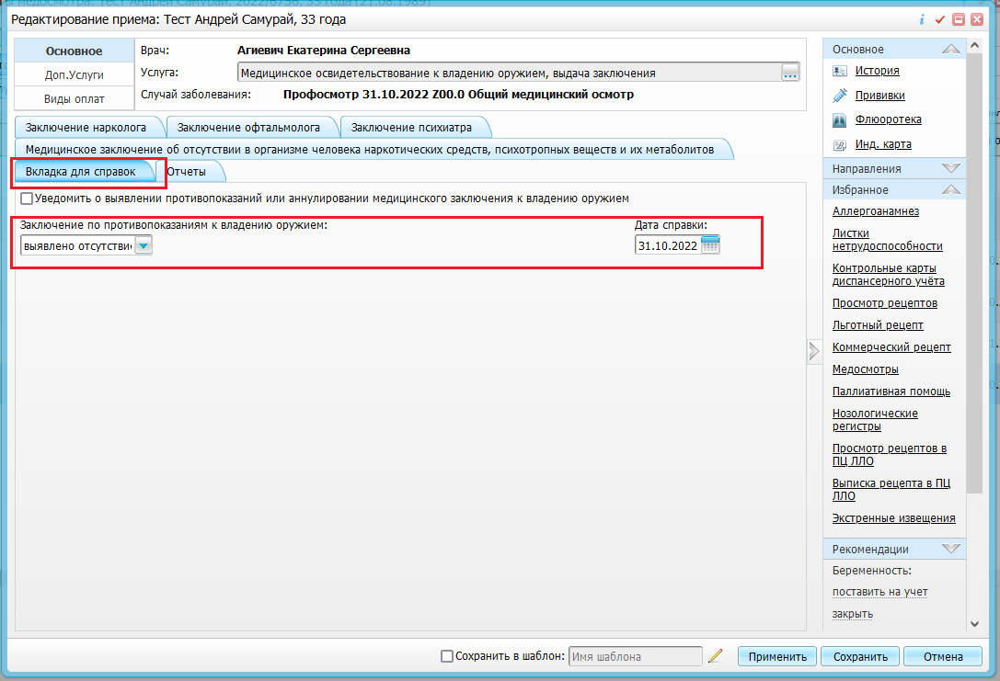 Редактирование приема: Тест Андрей Самурай, 33 года
Основное
Доп.Услуги
Виды оплат
Врач: Агиевич Екатерина Сергеевна
Услуга: Медицинское освидетельствование к владению оружием, выдача заключения ...
Случай заболевания: Профосмотр 31.10.2022 Z00.0 Общий медицинский осмотр
Заключение нарколога Заключение офтальмолога Заключение психиатра
Медицинское заключение об отсутствии в организме человека наркотических средств, психотропных веществ и их метаболитов
Вкладка для справок Отчеты
Уведомить о выявлении противопоказаний или аннулировании медицинского заключения к владению оружием
Заключение по противопоказаниям к владению оружием: Дата справки:
выявлено отсутствие 31.10.2022
Основное
История
Прививки
Флюоротека
Инд. карта
Направления
Избранное
Аллергоанамнез
Листки
нетрудоспособности
Контрольные карты
диспансерного учёта
Просмотр рецептов
Льготный рецепт
Коммерческий рецепт
Медосмотры
Паллиативная помощь
Нозологические
регистры
Просмотр рецептов в
ПЦ ЛЛО
Выписка рецепта в ПЦ
ЛЛО
Экстренные извещения
Рекомендации
Беременность:
поставить на учет
закрыть
Сохранить в шаблон: Имя шаблона Применить Сохранить Отмена